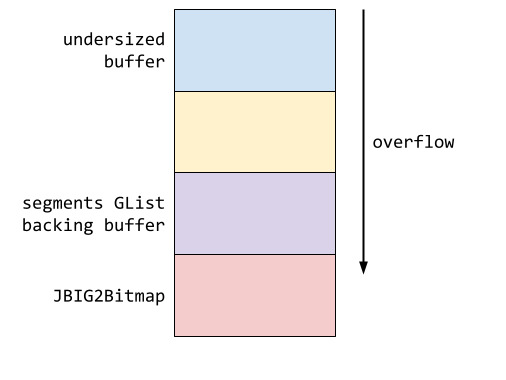 undersized
buffer
overflow
segments GList
backing buffer
JBIG2Bitmap